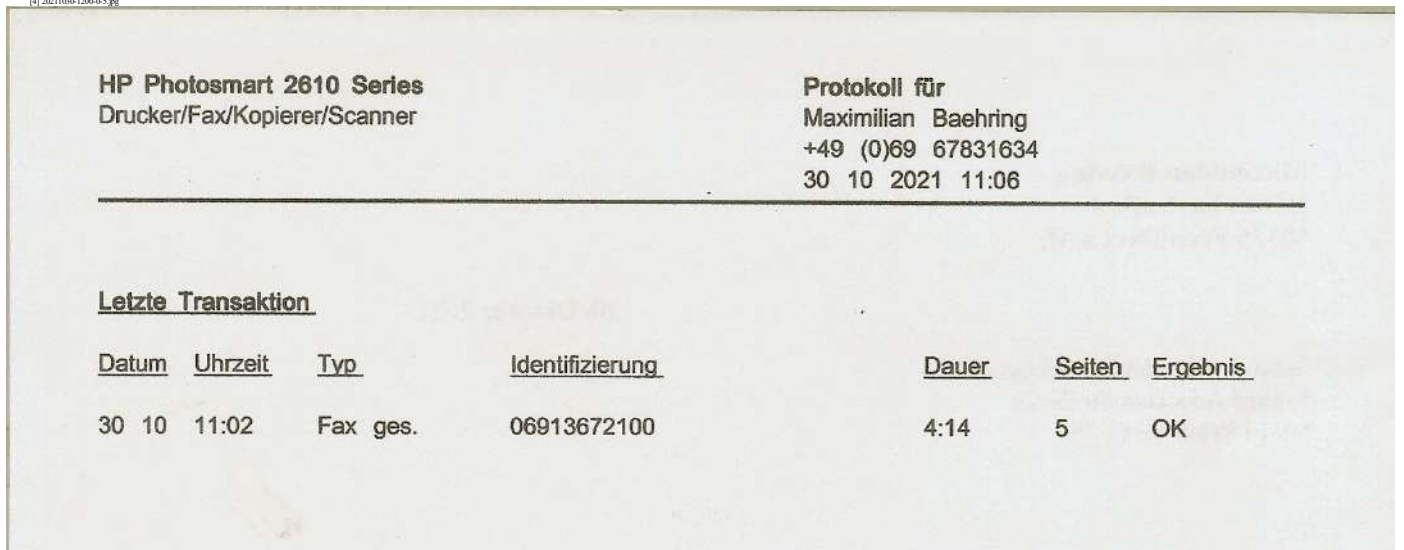 HP Photosmart 2610 Series
Drucker/Fax/Kopierer/Scanner
Protokoll für
Maximilian Baehring
+49 (0)69 67831634
30 10 2021 11:06
Letzte Transaktion
Datum Uhrzeit Typ Identifizierung Dauer Seiten Ergebnis
30 10 11:02 Fax ges. 06913672100 4:14 5 OK